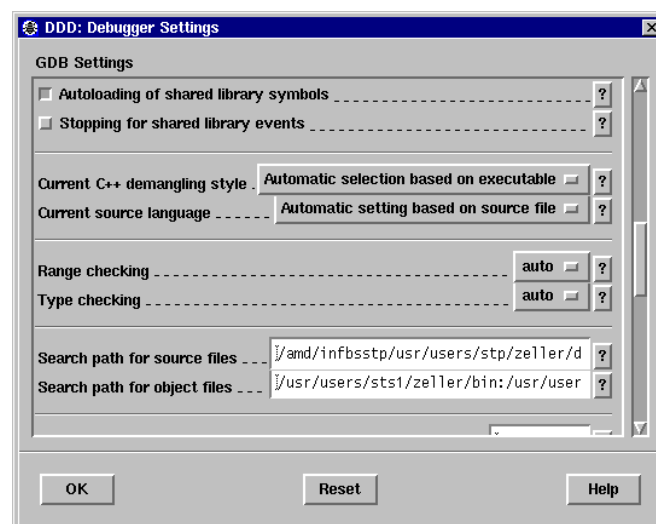 DDD: Debugger Settings
GDB Settings
Autoloading of shared library symbols ?
Stopping for shared library events ?
Current C++ demangling style Automatic selection based on executable ?
Current source language Automatic setting based on source file ?
Range checking auto ?
Type checking auto ?
Search path for source files /amd/infbsstp/usr/users/stp/zeller/d ?
Search path for object files /usr/users/sts1/zeller/bin:/usr/user ?
OK Reset Help